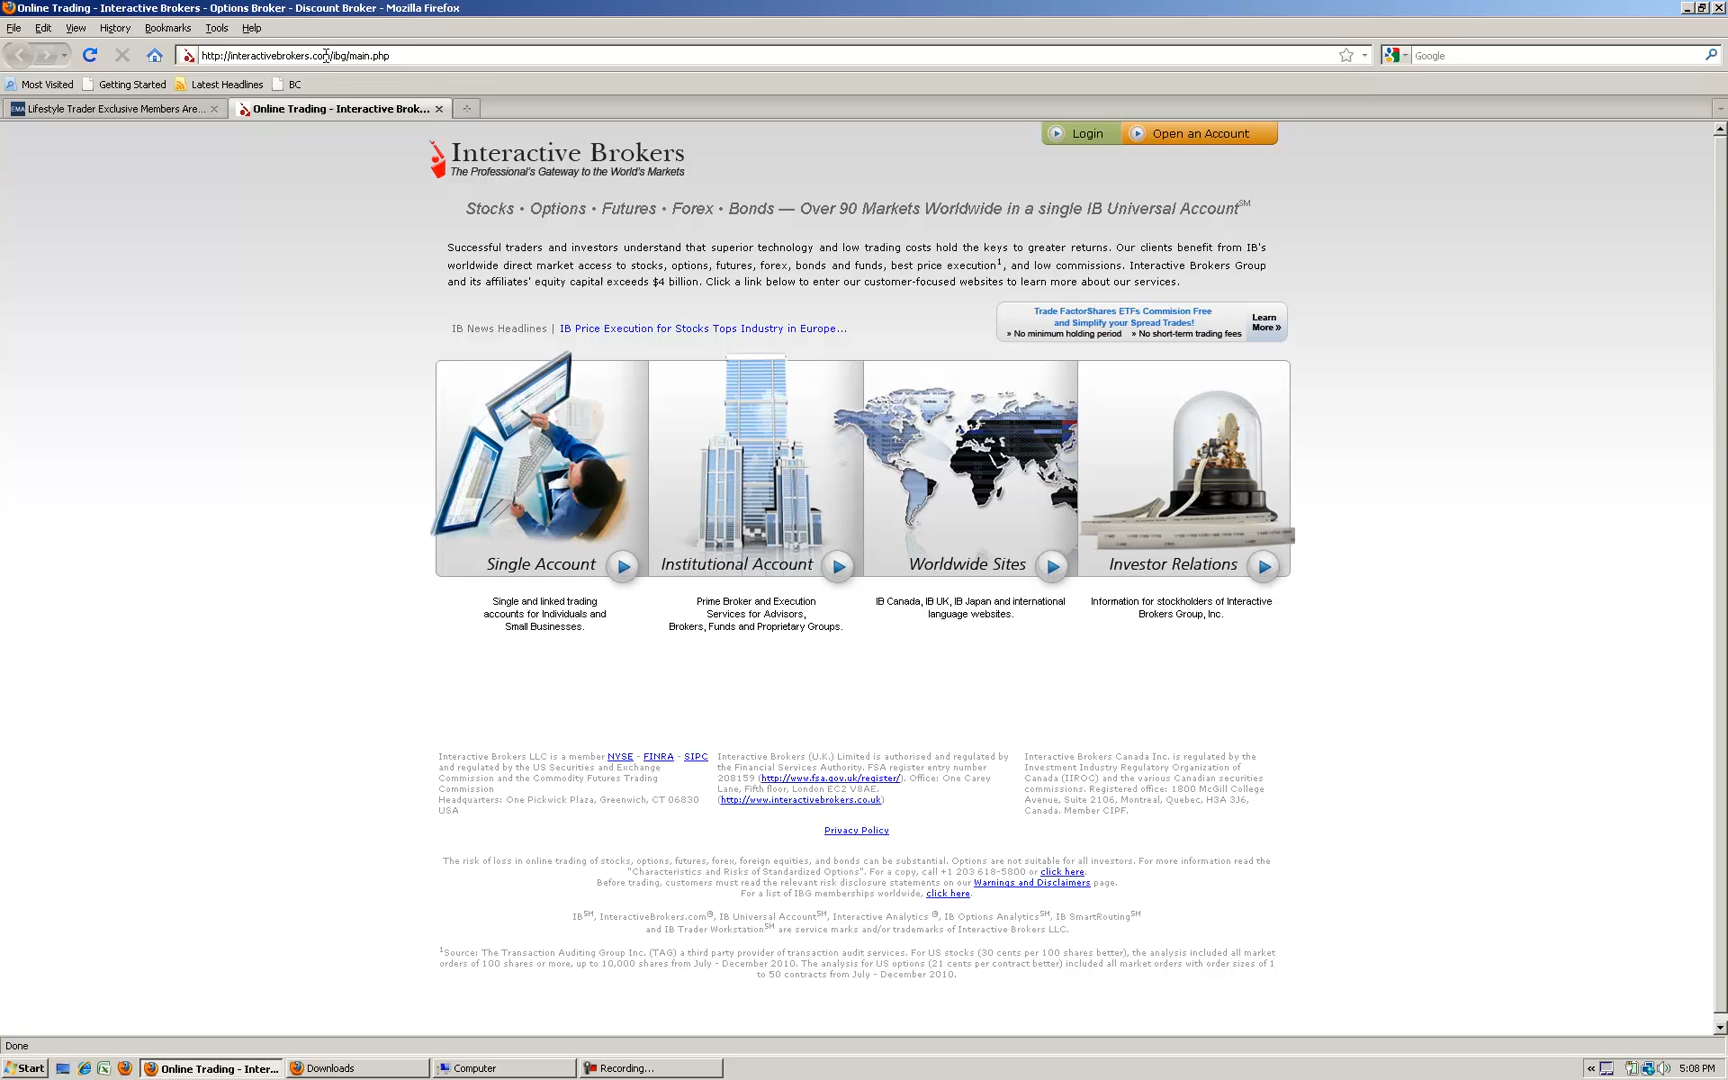 Online Trading - Interactive Brokers - Options Broker - Discount Broker - Mozilla Firefox
File Edit View History Bookmarks Tools Help
http://interactivebrokers.com/ibg/main.php
Google
Most Visited Getting Started Latest Headlines BC
Lifestyle Trader Exclusive Members Are...
Online Trading - Interactive Brok...
Login
Open an Account
Interactive Brokers
The Professional's Gateway to the World's Markets
Stocks • Options • Futures • Forex • Bonds — Over 90 Markets Worldwide in a single IB Universal Account SM
Successful traders and investors understand that superior technology and low trading costs hold the keys to greater returns. Our clients benefit from IB's
worldwide direct market access to stocks, options, futures, forex, bonds and funds, best price execution1, and low commissions. Interactive Brokers Group
and its affiliates' equity capital exceeds $4 billion. Click a link below to enter our customer-focused websites to learn more about our services.
IB News Headlines | IB Price Execution for Stocks Tops Industry in Europe...
Trade FactorShares ETFs Commision Free
and Simplify your Spread Trades!
» No minimum holding period » No short-term trading fees
Learn
More »
Single Account
Institutional Account
Worldwide Sites
Investor Relations
Single and linked trading
accounts for Individuals and
Small Businesses.
Prime Broker and Execution
Services for Advisors,
Brokers, Funds and Proprietary Groups.
IB Canada, IB UK, IB Japan and international
language websites.
Information for stockholders of Interactive
Brokers Group, Inc.
Interactive Brokers LLC is a member NYSE - FINRA - SIPC
and regulated by the US Securities and Exchange
Commission and the Commodity Futures Trading
Commission
Headquarters: One Pickwick Plaza, Greenwich, CT 06830
USA
Interactive Brokers (U.K.) Limited is authorised and regulated by
the Financial Services Authority. FSA register entry number
208159 (http://www.fsa.gov.uk/register/). Office: One Carey
Lane, Fifth floor, London EC2 V8AE.
(http://www.interactivebrokers.co.uk)
Interactive Brokers Canada Inc. is regulated by the
Investment Industry Regulatory Organization of
Canada (IIROC) and the various Canadian securities
commissions. Registered office: 1800 McGill College
Avenue, Suite 2106, Montreal, Quebec, H3A 3J6,
Canada. Member CIPF.
Privacy Policy
The risk of loss in online trading of stocks, options, futures, forex, foreign equities, and bonds can be substantial. Options are not suitable for all investors. For more information read the
"Characteristics and Risks of Standardized Options". For a copy, call +1 203 618-5800 or click here.
Before trading, customers must read the relevant risk disclosure statements on our Warnings and Disclaimers page.
For a list of IBG memberships worldwide, click here.
IB SM, InteractiveBrokers.com ®, IB Universal Account SM, Interactive Analytics ®, IB Options Analytics SM, IB SmartRouting SM
and IB Trader Workstation SM are service marks and/or trademarks of Interactive Brokers LLC.
1Source: The Transaction Auditing Group Inc. (TAG) a third party provider of transaction audit services. For US stocks (30 cents per 100 shares better), the analysis included all market
orders of 100 shares or more, up to 10,000 shares from July - December 2010. The analysis for US options (21 cents per contract better) included all market orders with order sizes of 1
to 50 contracts from July - December 2010.
Done
Start
Online Trading - Inter...
Downloads
Computer
Recording...
5:08 PM